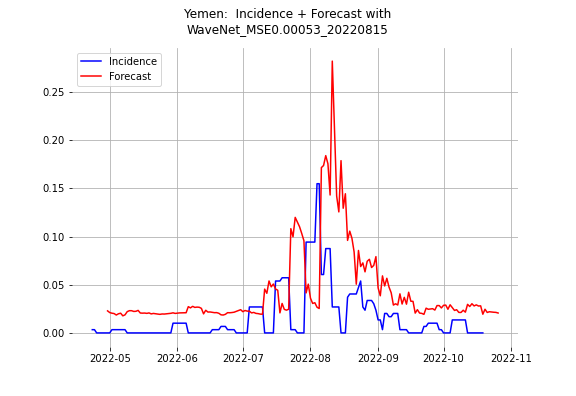 Yemen:  Incidence + Forecast with
WaveNet_MSE0.00053_20220815
Incidence
Forecast
0.25
0.20
0.15
0.10
0.05
0.00
2022-05 2022-06 2022-07 2022-08 2022-09 2022-10 2022-11